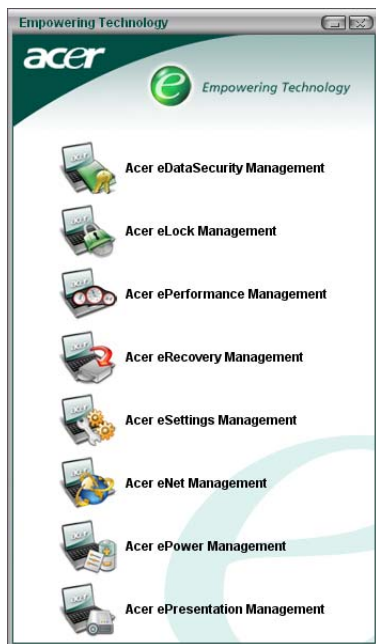 Empowering Technology
acer
e Empowering Technology
Acer eDataSecurity Management
Acer eLock Management
Acer ePerformance Management
Acer eRecovery Management
Acer eSettings Management
Acer eNet Management
Acer ePower Management
Acer ePresentation Management